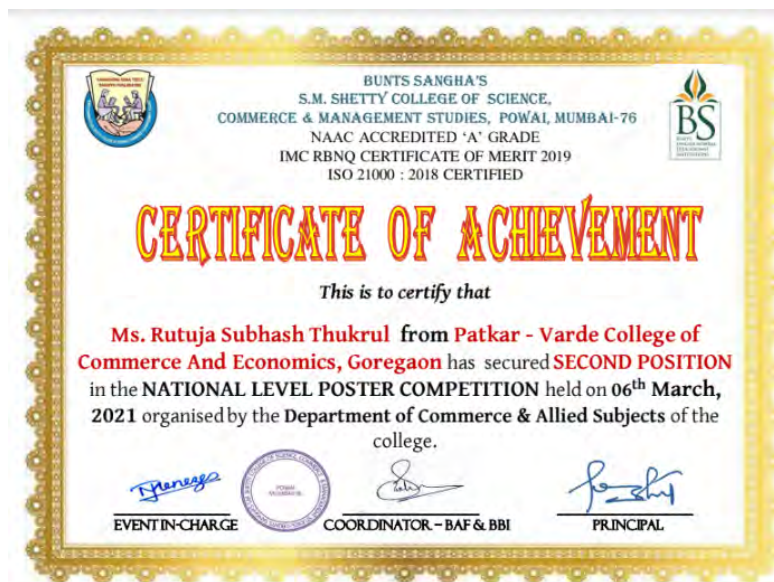 BUNTS SANGHA'S
S.M. SHETTY COLLEGE OF SCIENCE,
COMMERCE & MANAGEMENT STUDIES, POWAI, MUMBAI-76
NAAC ACCREDITED ‘A’ GRADE
IMC RBNQ CERTIFICATE OF MERIT 2019
ISO 21000 : 2018 CERTIFIED
BS
CERTIFICATE OF ACHIEVEMENT
This is to certify that
Ms. Rutuja Subhash Thukrul from Patkar - Varde College of
Commerce And Economics, Goregaon has secured SECOND POSITION
in the NATIONAL LEVEL POSTER COMPETITION held on 06th March,
2021 organised by the Department of Commerce & Allied Subjects of the
college.
EVENT IN-CHARGE
COORDINATOR – BAF & BBI
PRINCIPAL